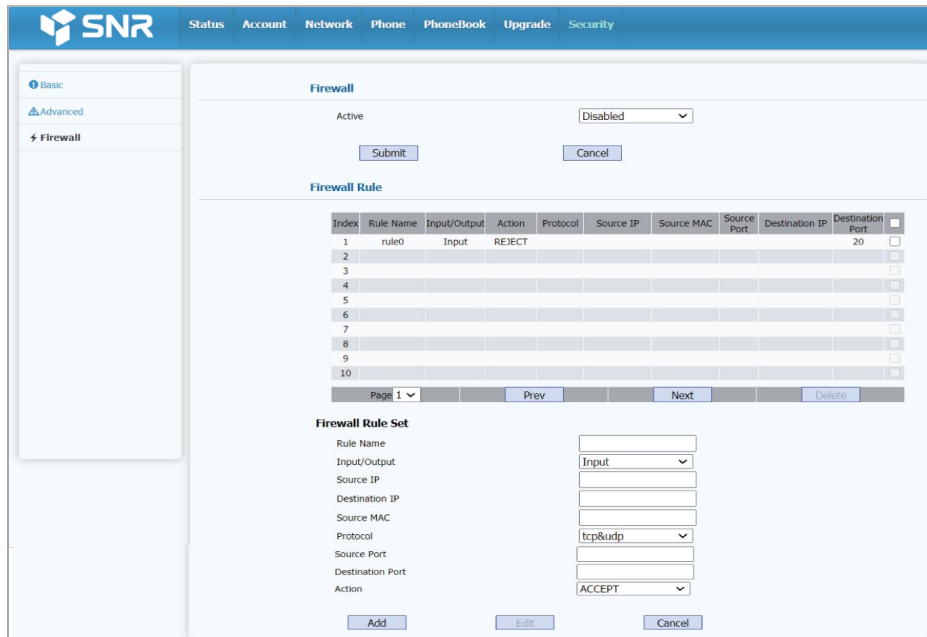 SNR Status Account Network Phone PhoneBook Upgrade Security
Basic
Advanced
Firewall
Firewall
Active Disabled
Submit Cancel
Firewall Rule
Index Rule Name Input/Output Action Protocol Source IP Source MAC Source Port Destination IP Destination Port
1 rule0 Input REJECT 20
2
3
4
5
6
7
8
9
10
Page 1 Prev Next Delete
Firewall Rule Set
Rule Name
Input/Output Input
Source IP
Destination IP
Source MAC
Protocol tcp&udp
Source Port
Destination Port
Action ACCEPT
Add Edit Cancel